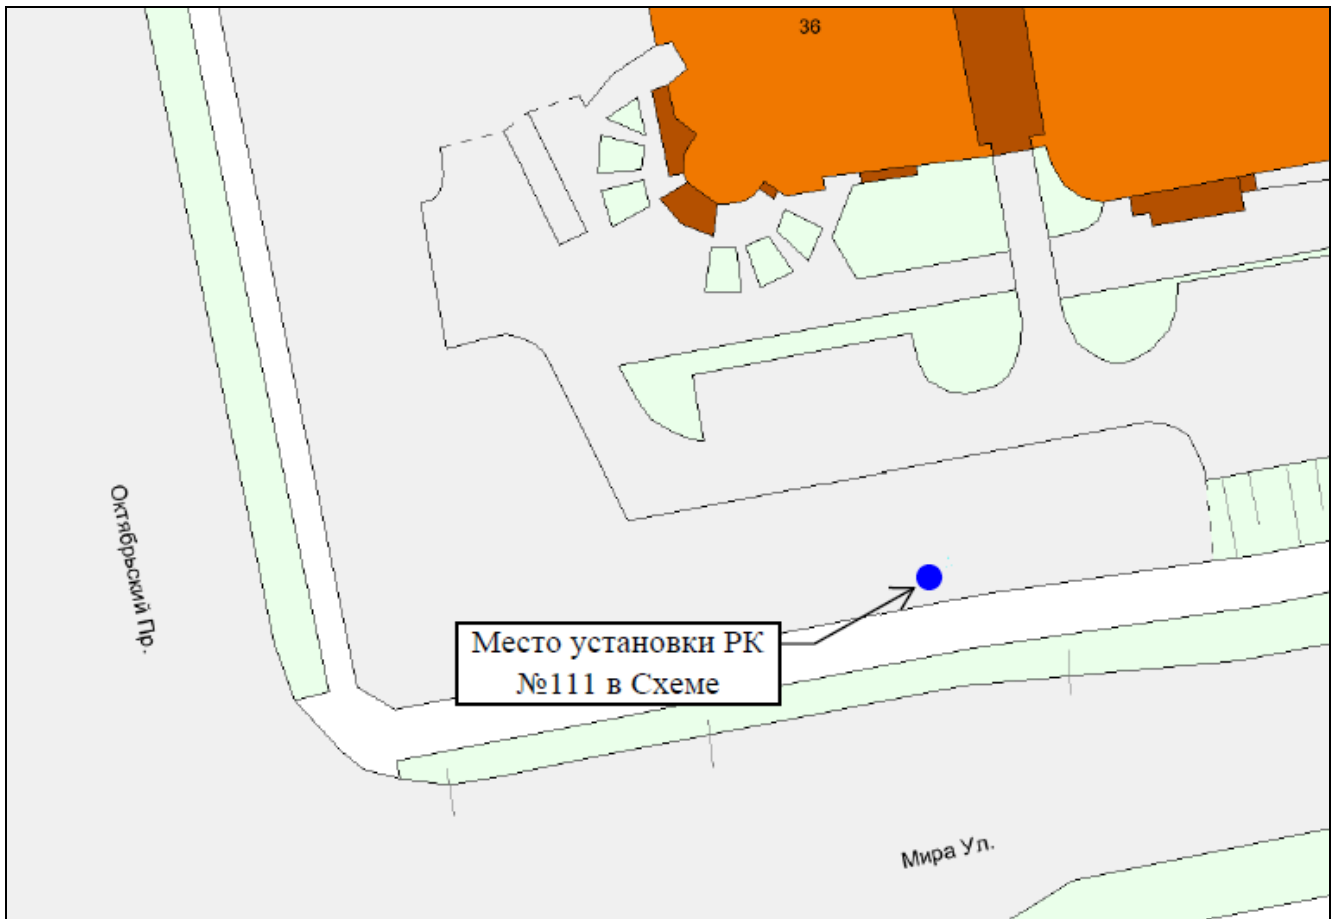 36
Октябрьский Пр.
Место установки РК
№111 в Схеме
Мира Ул.